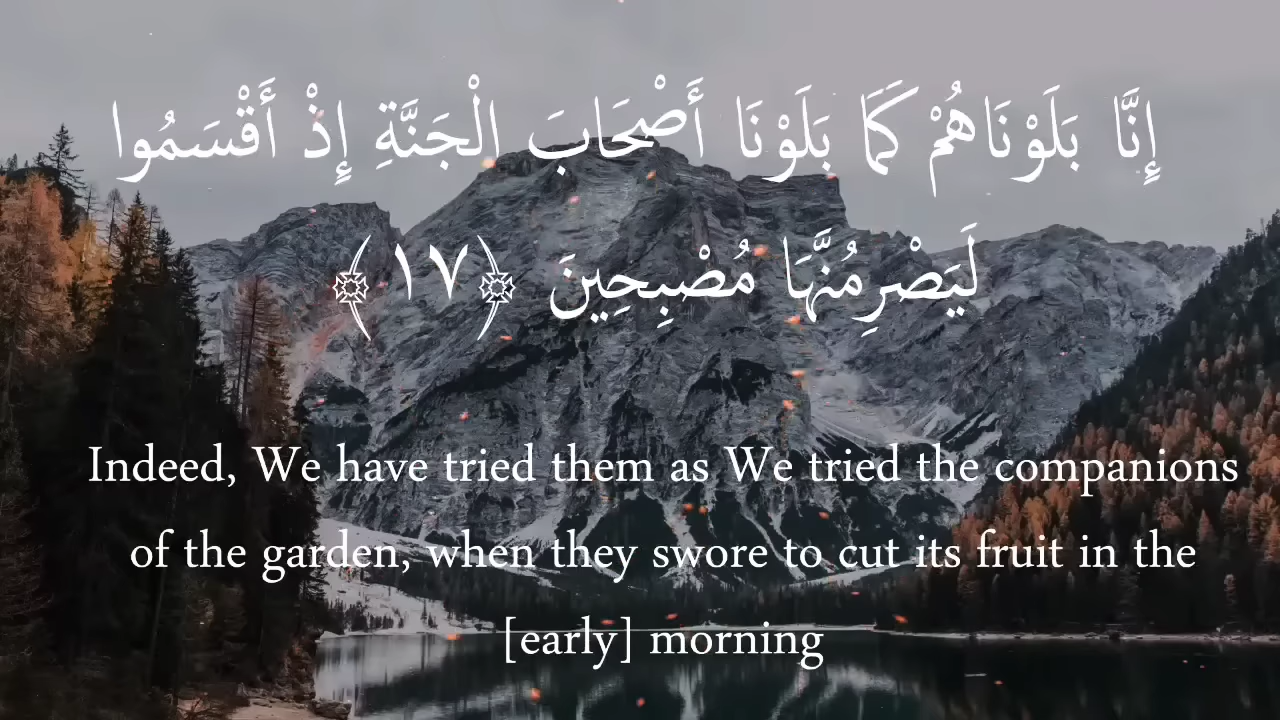 إِنَّا بَلَوْنَاهُمْ كَمَا بَلَوْنَا أَصْحَابَ الْجَنَّةِ إِذْ أَقْسَمُوا
لَيَصْرِمُنَّهَا مُصْبِحِينَ ﴿١٧﴾
Indeed, We have tried them as We tried the companions
of the garden, when they swore to cut its fruit in the
[early] morning